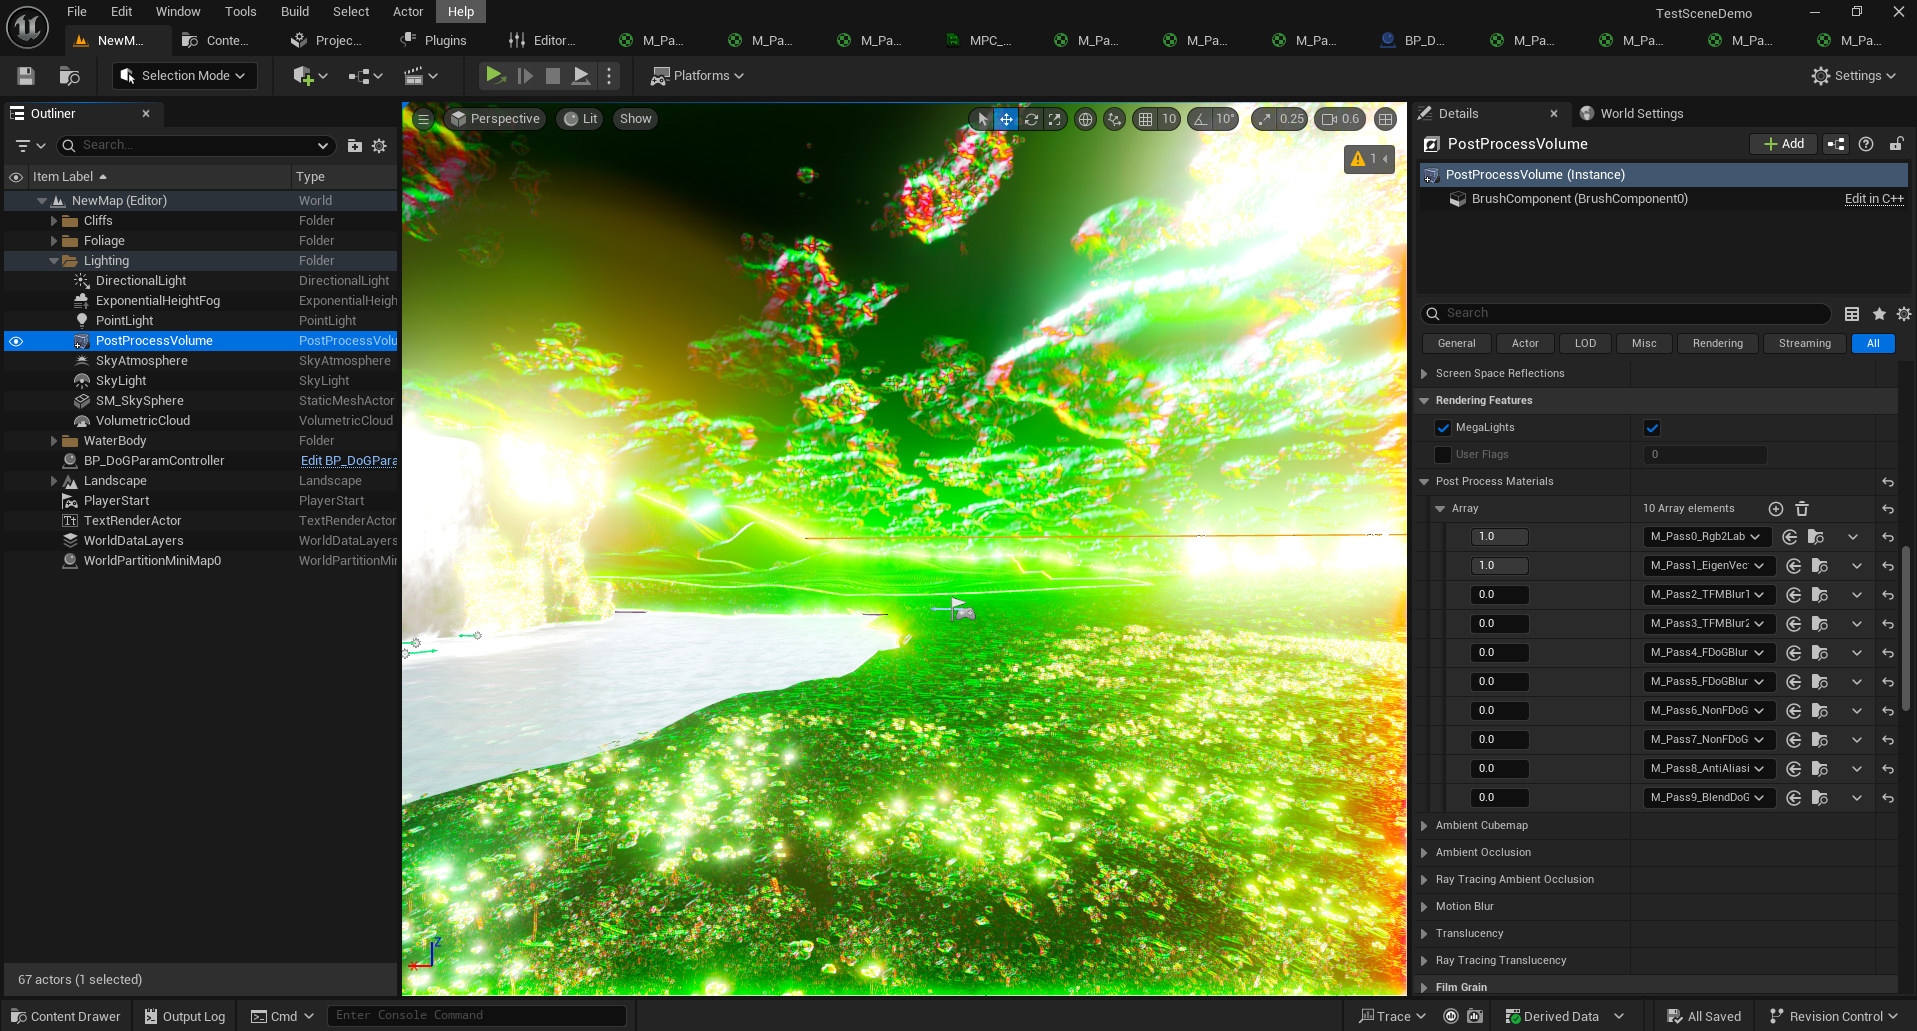 File Edit Window Tools Build Select Actor Help
TestSceneDemo
NewM... Conte... Projec... Plugins Editor... M_Pa... M_Pa... M_Pa... MPC_... M_Pa... M_Pa... M_Pa... BP_D... M_Pa... M_Pa... M_Pa... M_Pa...
Selection Mode Platforms Settings
Outliner
Search...
Item Label Type
NewMap (Editor) World
Cliffs Folder
Foliage Folder
Lighting Folder
DirectionalLight DirectionalLight
ExponentialHeightFog ExponentialHeigh
PointLight PointLight
PostProcessVolume PostProcessVolu
SkyAtmosphere SkyAtmosphere
SkyLight SkyLight
SM_SkySphere StaticMeshActor
VolumetricCloud VolumetricCloud
WaterBody Folder
BP_DoGParamController Edit BP_DoGPara
Landscape Landscape
PlayerStart PlayerStart
TextRenderActor TextRenderActor
WorldDataLayers WorldDataLayers
WorldPartitionMiniMap0 WorldPartitionMi
67 actors (1 selected)
Perspective Lit Show 10 10° 0.25 0.6
1
Z
X
Details World Settings
PostProcessVolume Add
PostProcessVolume (Instance)
BrushComponent (BrushComponent0) Edit in C++
Search
General Actor LOD Misc Rendering Streaming All
Screen Space Reflections
Rendering Features
MegaLights
User Flags 0
Post Process Materials
Array 10 Array elements
1.0 M_Pass0_Rgb2Lab
1.0 M_Pass1_EigenVec
0.0 M_Pass2_TFMBlur1
0.0 M_Pass3_TFMBlur2
0.0 M_Pass4_FDoGBlur
0.0 M_Pass5_FDoGBlur
0.0 M_Pass6_NonFDoG
0.0 M_Pass7_NonFDoG
0.0 M_Pass8_AntiAliasi
0.0 M_Pass9_BlendDoG
Ambient Cubemap
Ambient Occlusion
Ray Tracing Ambient Occlusion
Motion Blur
Translucency
Ray Tracing Translucency
Film Grain
Content Drawer Output Log Cmd Enter Console Command Trace Derived Data All Saved Revision Control